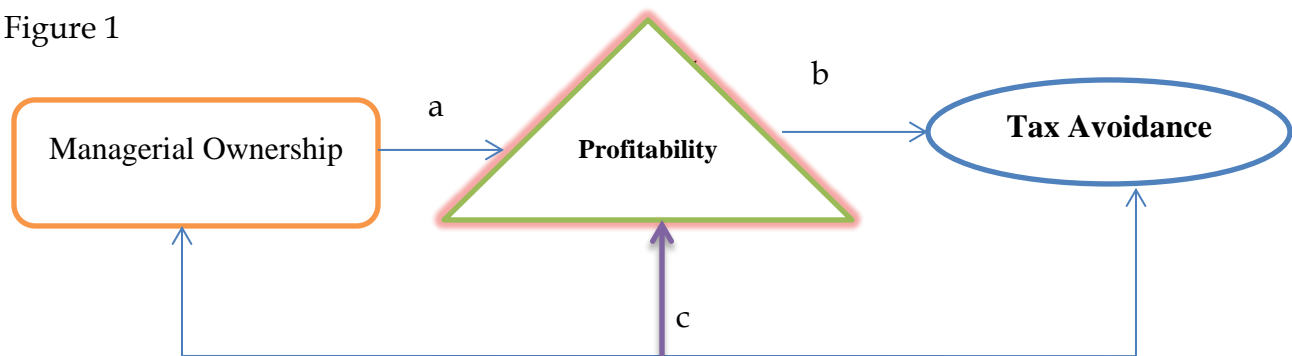 Figure 1
a
b
Managerial Ownership
Profitability
Tax Avoidance
c